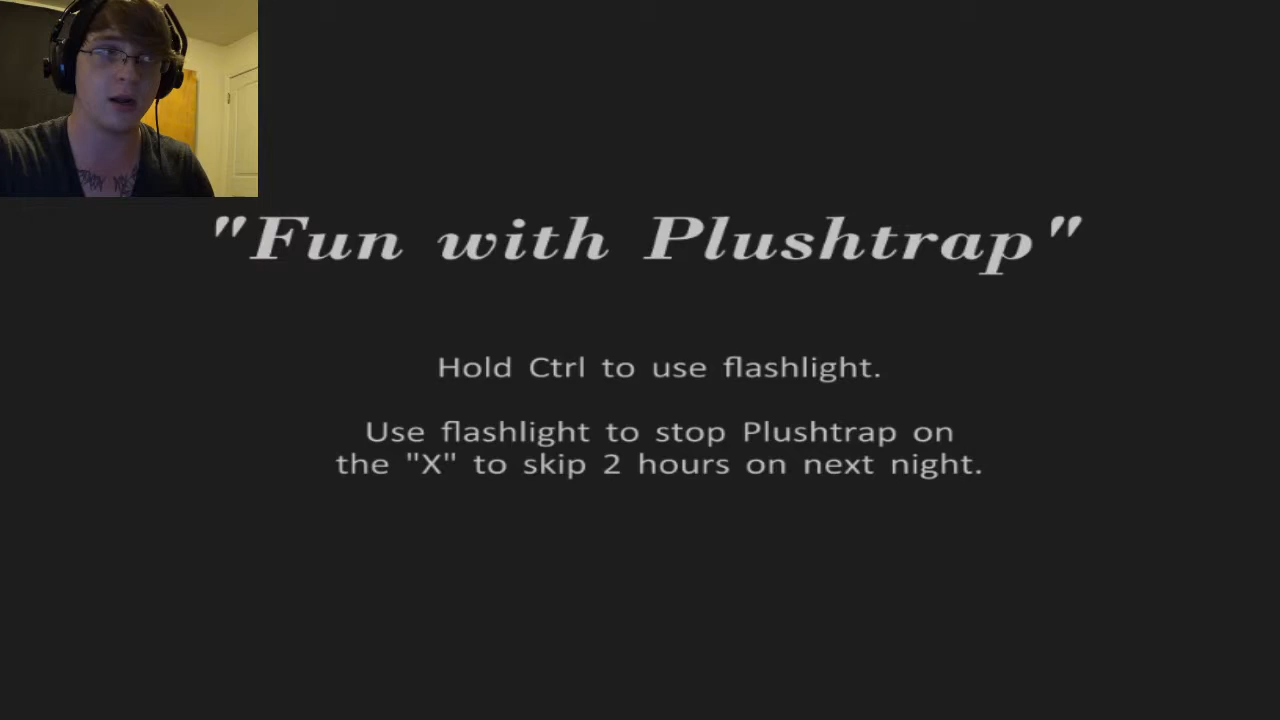 "Fun with Plushtrap"
Hold Ctrl to use flashlight.
Use flashlight to stop Plushtrap on
the "X" to skip 2 hours on next night.